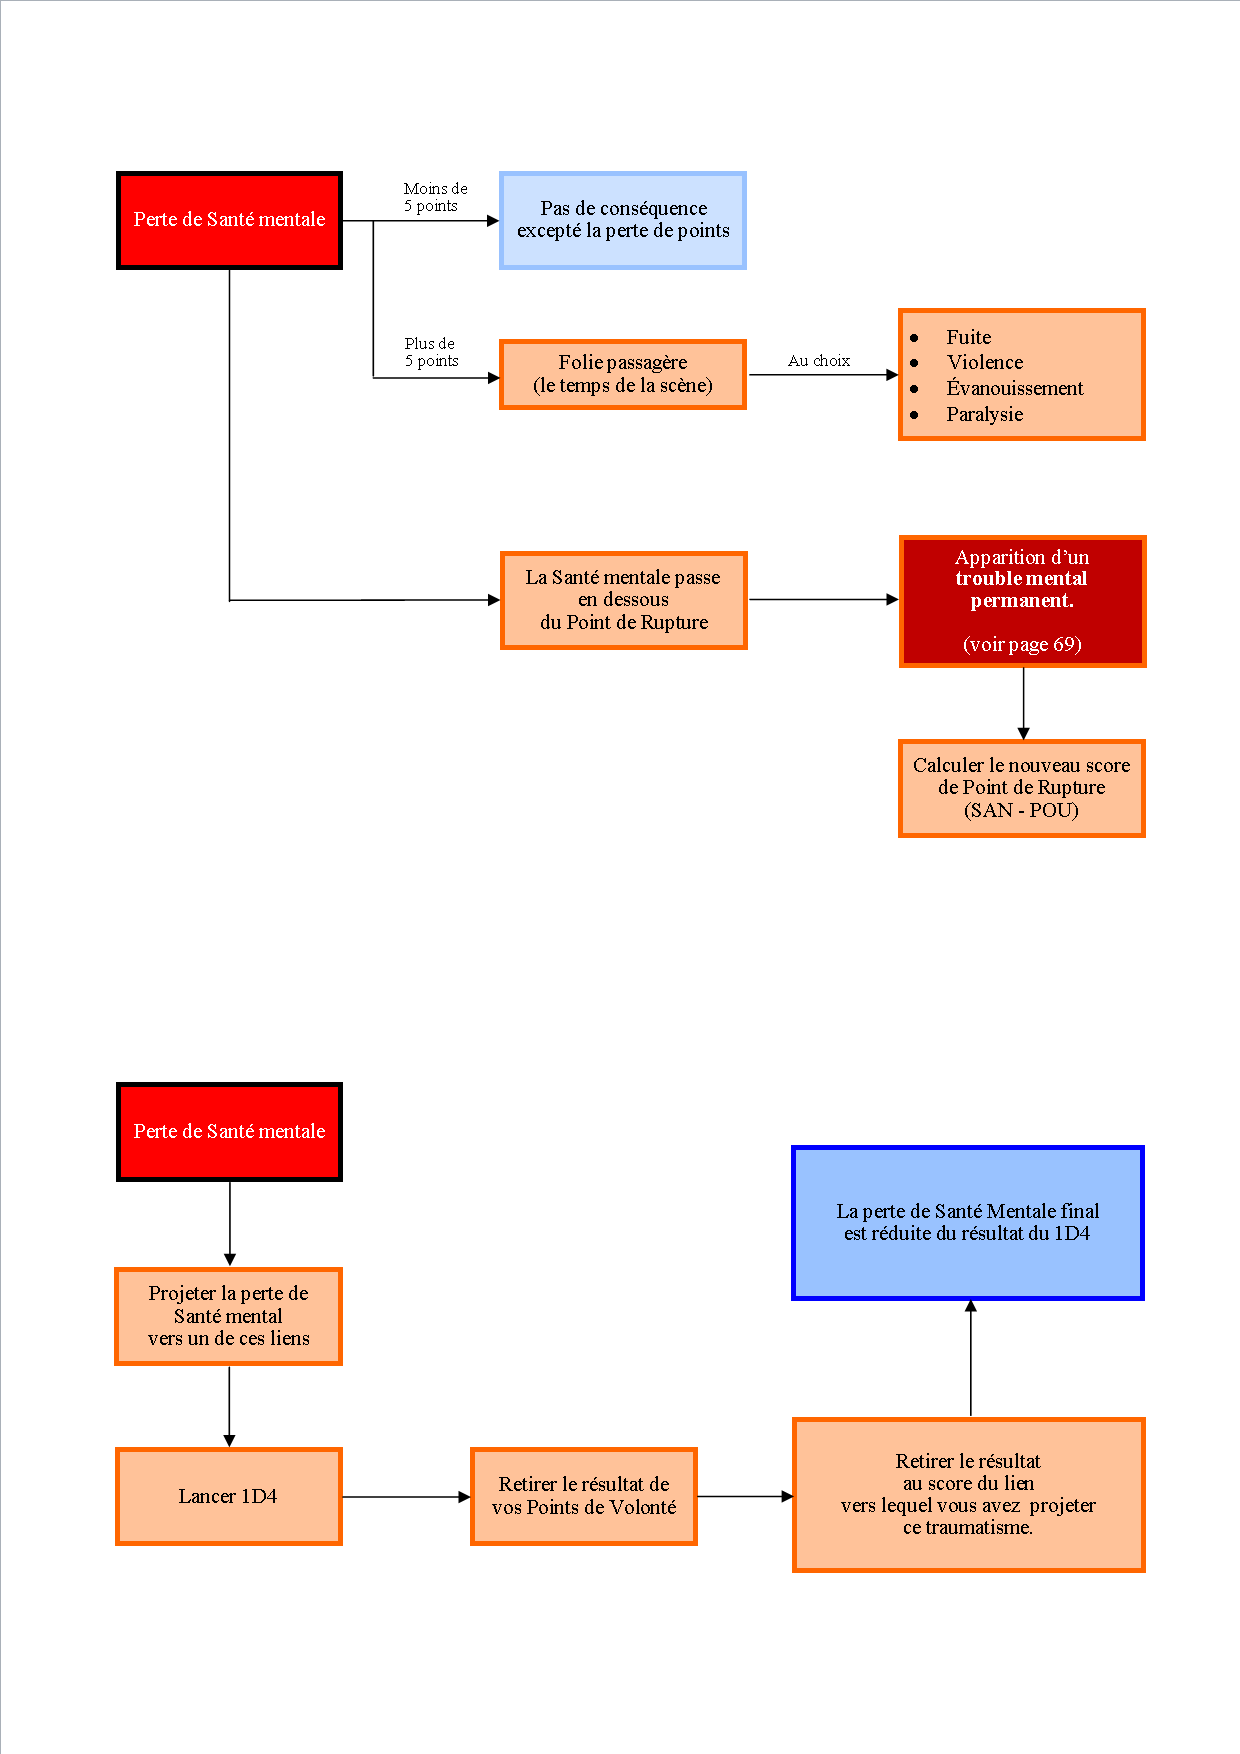 Perte de Santé mentale
Moins de
5 points
Pas de conséquence
excepté la perte de points
Plus de
5 points
Folie passagère
(le temps de la scène)
Au choix
• Fuite
• Violence
• Évanouissement
• Paralysie
La Santé mentale passe
en dessous
du Point de Rupture
Apparition d’un
trouble mental
permanent.
(voir page 69)
Calculer le nouveau score
de Point de Rupture
(SAN - POU)
Perte de Santé mentale
Projeter la perte de
Santé mental
vers un de ces liens
Lancer 1D4
Retirer le résultat de
vos Points de Volonté
Retirer le résultat
au score du lien
vers lequel vous avez  projeter
ce traumatisme.
La perte de Santé Mentale final
est réduite du résultat du 1D4